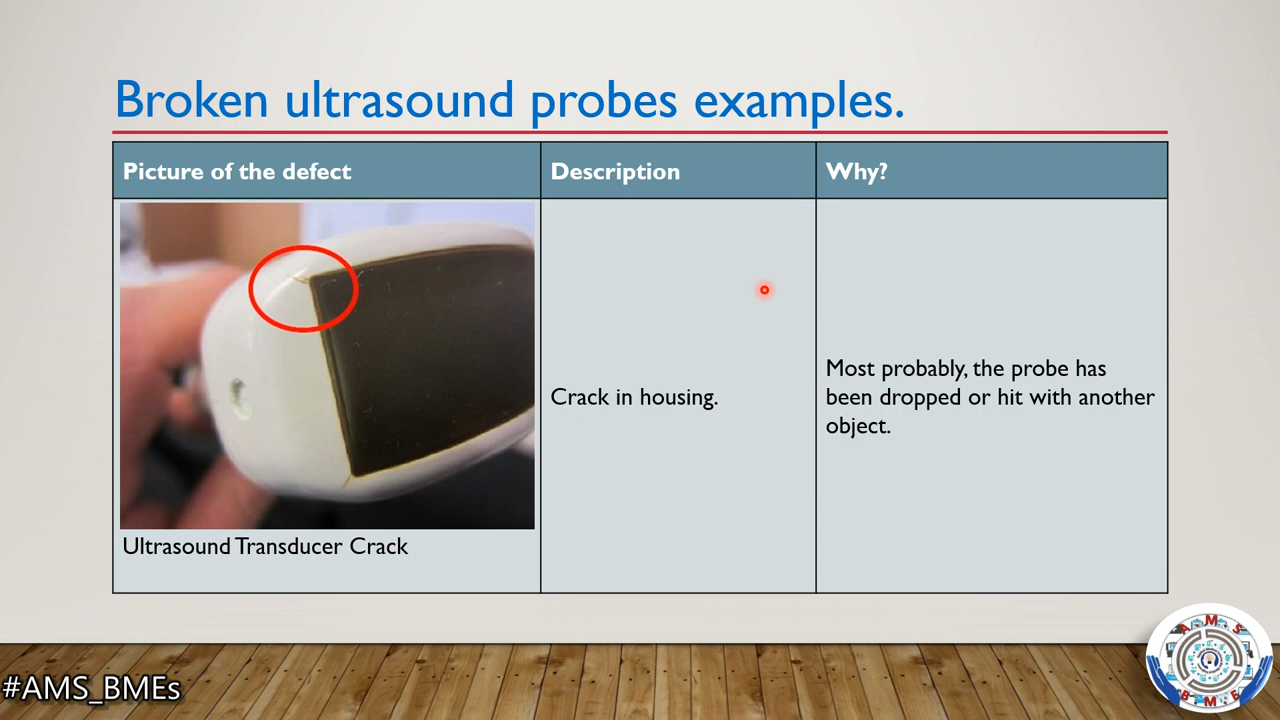 Broken ultrasound probes examples.
Picture of the defect
Description
Why?
Ultrasound Transducer Crack
Crack in housing.
Most probably, the probe has
been dropped or hit with another
object.
#AMS_BMEs
A M S
B M E